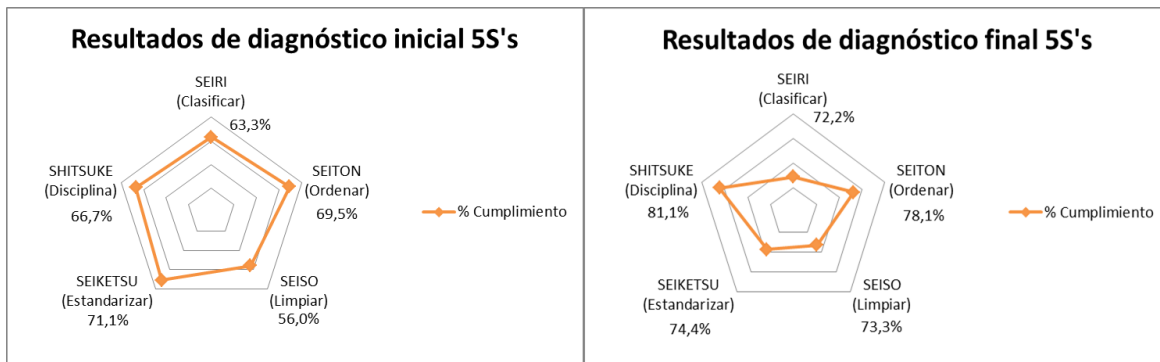 Resultados de diagnóstico inicial 5S's
SEIRI
(Clasificar)
63,3%
SEITON
(Ordenar)
69,5%
SEISO
(Limpiar)
56,0%
SEIKETSU
(Estandarizar)
71,1%
SHITSUKE
(Disciplina)
66,7%
% Cumplimiento
Resultados de diagnóstico final 5S's
SEIRI
(Clasificar)
72,2%
SEITON
(Ordenar)
78,1%
SEISO
(Limpiar)
73,3%
SEIKETSU
(Estandarizar)
74,4%
SHITSUKE
(Disciplina)
81,1%
% Cumplimiento